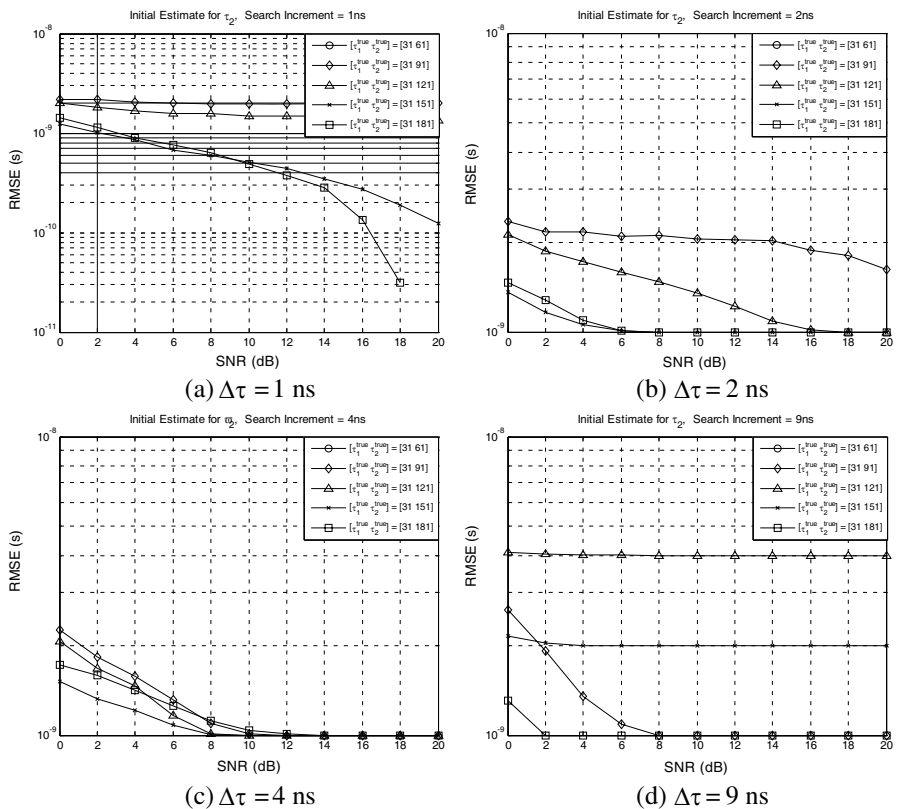 Initial Estimate for τ₂, Search Increment = 1ns
10⁻⁸
10⁻⁹
10⁻¹⁰
10⁻¹¹
RMSE (s)
[τ₁ᵗʳᵘᵉ τ₂ᵗʳᵘᵉ] = [31 61]
[τ₁ᵗʳᵘᵉ τ₂ᵗʳᵘᵉ] = [31 91]
[τ₁ᵗʳᵘᵉ τ₂ᵗʳᵘᵉ] = [31 121]
[τ₁ᵗʳᵘᵉ τ₂ᵗʳᵘᵉ] = [31 151]
[τ₁ᵗʳᵘᵉ τ₂ᵗʳᵘᵉ] = [31 181]
0 2 4 6 8 10 12 14 16 18 20
SNR (dB)
(a) Δτ = 1 ns
Initial Estimate for τ₂, Search Increment = 2ns
10⁻⁸
10⁻⁹
RMSE (s)
[τ₁ᵗʳᵘᵉ τ₂ᵗʳᵘᵉ] = [31 61]
[τ₁ᵗʳᵘᵉ τ₂ᵗʳᵘᵉ] = [31 91]
[τ₁ᵗʳᵘᵉ τ₂ᵗʳᵘᵉ] = [31 121]
[τ₁ᵗʳᵘᵉ τ₂ᵗʳᵘᵉ] = [31 151]
[τ₁ᵗʳᵘᵉ τ₂ᵗʳᵘᵉ] = [31 181]
0 2 4 6 8 10 12 14 16 18 20
SNR (dB)
(b) Δτ = 2 ns
Initial Estimate for ϖ₂, Search Increment = 4ns
10⁻⁸
10⁻⁹
RMSE (s)
[τ₁ᵗʳᵘᵉ τ₂ᵗʳᵘᵉ] = [31 61]
[τ₁ᵗʳᵘᵉ τ₂ᵗʳᵘᵉ] = [31 91]
[τ₁ᵗʳᵘᵉ τ₂ᵗʳᵘᵉ] = [31 121]
[τ₁ᵗʳᵘᵉ τ₂ᵗʳᵘᵉ] = [31 151]
[τ₁ᵗʳᵘᵉ τ₂ᵗʳᵘᵉ] = [31 181]
0 2 4 6 8 10 12 14 16 18 20
SNR (dB)
(c) Δτ = 4 ns
Initial Estimate for τ₂, Search Increment = 9ns
10⁻⁸
10⁻⁹
RMSE (s)
[τ₁ᵗʳᵘᵉ τ₂ᵗʳᵘᵉ] = [31 61]
[τ₁ᵗʳᵘᵉ τ₂ᵗʳᵘᵉ] = [31 91]
[τ₁ᵗʳᵘᵉ τ₂ᵗʳᵘᵉ] = [31 121]
[τ₁ᵗʳᵘᵉ τ₂ᵗʳᵘᵉ] = [31 151]
[τ₁ᵗʳᵘᵉ τ₂ᵗʳᵘᵉ] = [31 181]
0 2 4 6 8 10 12 14 16 18 20
SNR (dB)
(d) Δτ = 9 ns